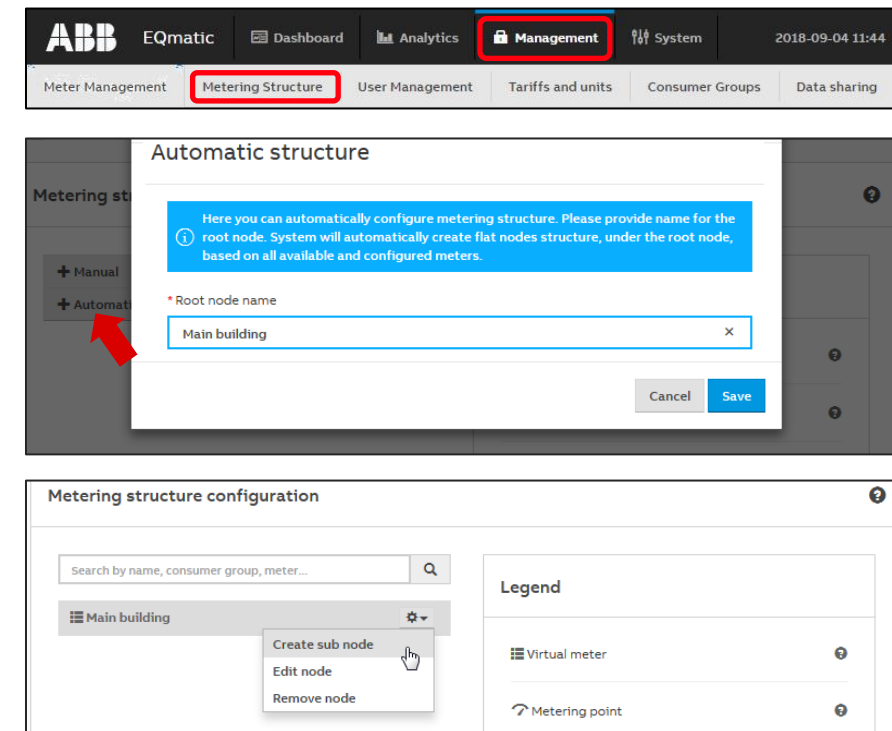 ABB EQmatic Dashboard Analytics Management System 2018-09-04 11:44
Meter Management Metering Structure User Management Tariffs and units Consumer Groups Data sharing
Automatic structure
Metering str
Here you can automatically configure metering structure. Please provide name for the
root node. System will automatically create flat nodes structure, under the root node,
based on all available and configured meters.
+ Manual
+ Automati
* Root node name
Main building ×
Cancel Save
Metering structure configuration
Search by name, consumer group, meter...
Legend
Main building
Create sub node
Edit node
Remove node
Virtual meter
Metering point